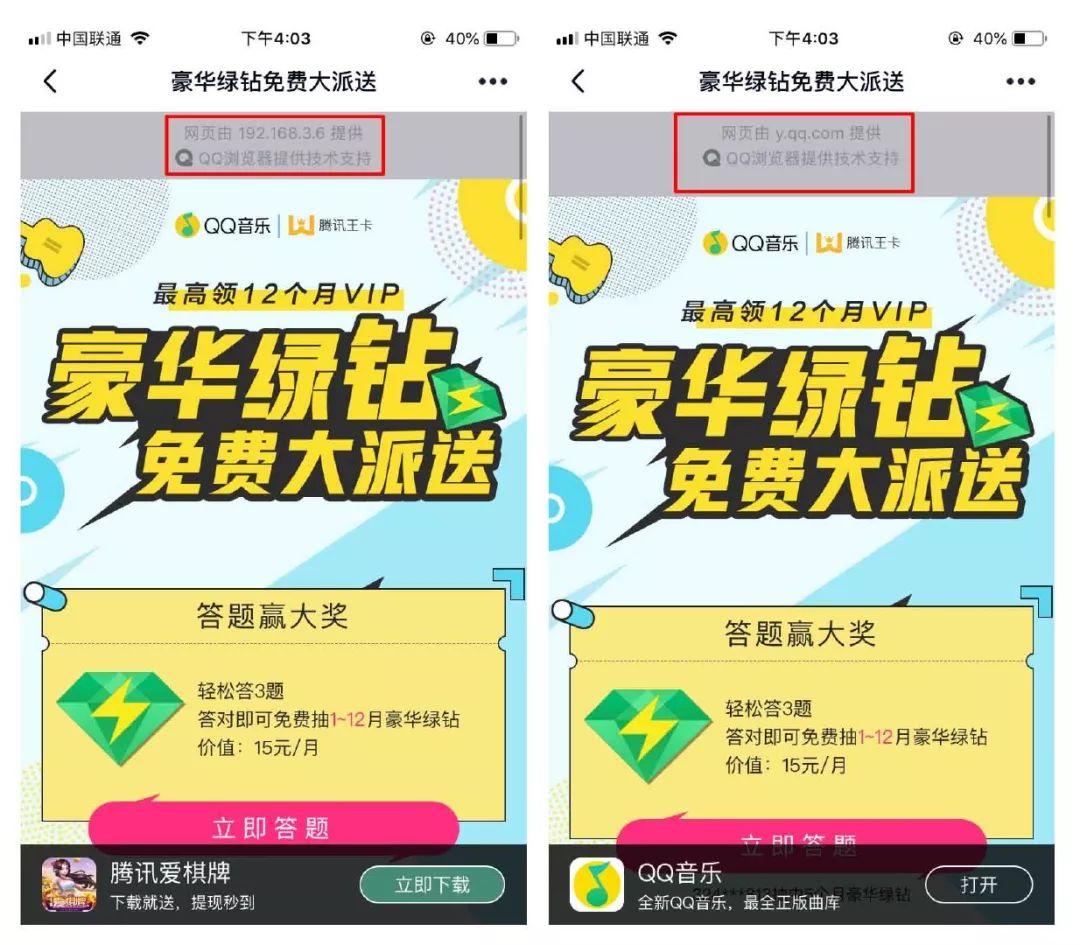 中国联通 下午4:03 40%
豪华绿钻免费大派送
网页由 192.168.3.6 提供
QQ浏览器提供技术支持
QQ音乐 | 腾讯王卡
最高领12个月VIP
豪华绿钻
免费大派送
答题赢大奖
轻松答3题
答对即可免费抽1~12月豪华绿钻
价值：15元/月
立即答题
腾讯爱棋牌
下载就送，提现秒到
立即下载
中国联通 下午4:03 40%
豪华绿钻免费大派送
网页由 y.qq.com 提供
QQ浏览器提供技术支持
QQ音乐 | 腾讯王卡
最高领12个月VIP
豪华绿钻
免费大派送
答题赢大奖
轻松答3题
答对即可免费抽1~12月豪华绿钻
价值：15元/月
立即答题
QQ音乐
全新QQ音乐，最全正版曲库
打开